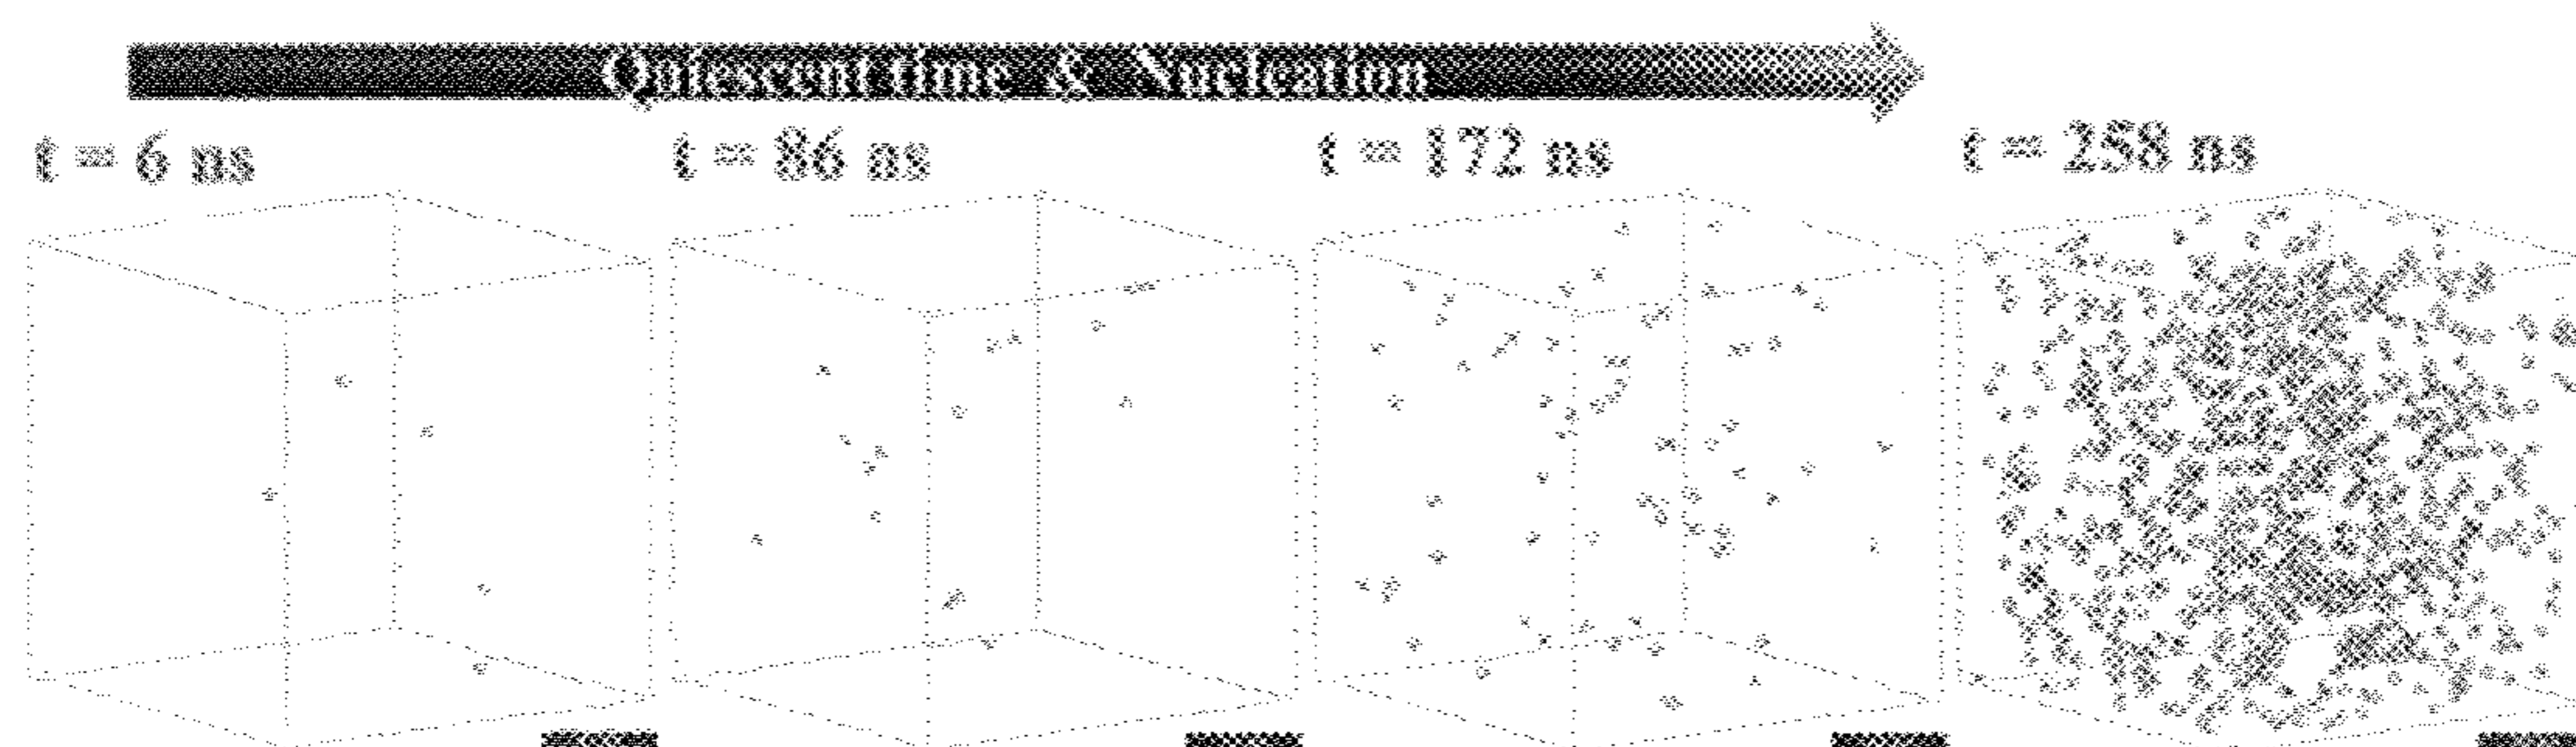 Quiescent time & Nucleation
t = 6 ns
t = 86 ns
t = 172 ns
t = 258 ns